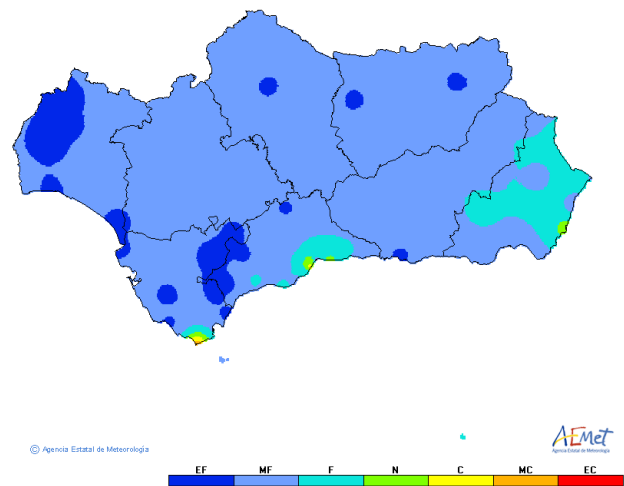 AEmet
Agencia Estatal de Meteorología
© Agencia Estatal de Meteorología
EF MF F N C MC EC